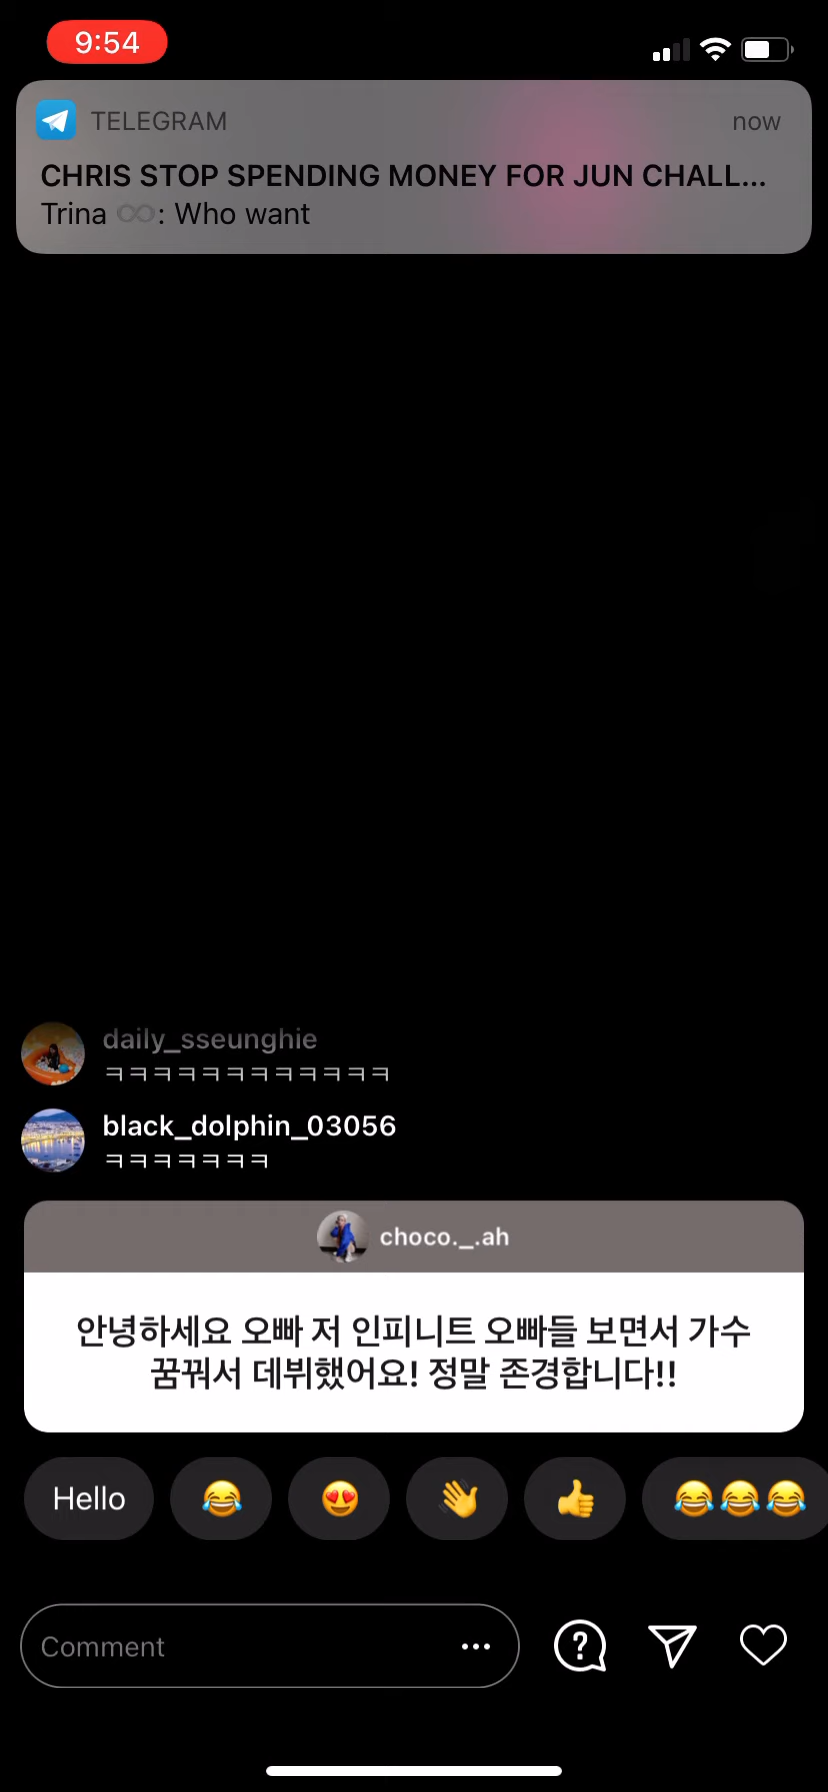 9:54
TELEGRAM
now
CHRIS STOP SPENDING MONEY FOR JUN CHALL...
Trina ♾: Who want
daily_sseunghie
ㅋㅋㅋㅋㅋㅋㅋㅋㅋㅋㅋㅋ
black_dolphin_03056
ㅋㅋㅋㅋㅋㅋㅋ
choco._.ah
안녕하세요 오빠 저 인피니트 오빠들 보면서 가수
꿈꿔서 데뷔했어요! 정말 존경합니다!!
Hello 😂 😍 👋 👍 😂😂😂
Comment